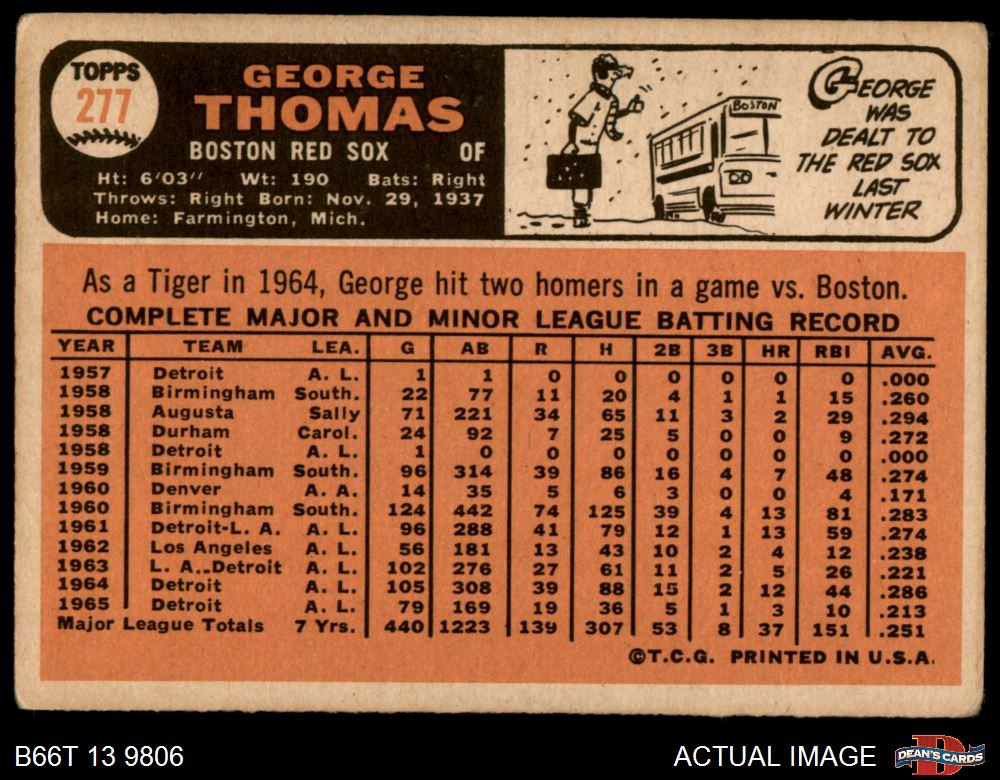 TOPPS
277
GEORGE
THOMAS
BOSTON RED SOX OF
Ht: 6'03" Wt: 190 Bats: Right
Throws: Right Born: Nov. 29, 1937
Home: Farmington, Mich.
BOSTON
GEORGE
WAS
DEALT TO
THE RED SOX
LAST
WINTER
As a Tiger in 1964, George hit two homers in a game vs. Boston.
COMPLETE MAJOR AND MINOR LEAGUE BATTING RECORD
YEAR TEAM LEA. G AB R H 2B 3B HR RBI AVG.
1957 Detroit A. L. 1 1 0 0 0 0 0 0 .000
1958 Birmingham South. 22 77 11 20 4 1 1 15 .260
1958 Augusta Sally 71 221 34 65 11 3 2 29 .294
1958 Durham Carol. 24 92 7 25 5 0 0 9 .272
1958 Detroit A. L. 1 0 0 0 0 0 0 0 .000
1959 Birmingham South. 96 314 39 86 16 4 7 48 .274
1960 Denver A. A. 14 35 5 6 3 0 0 4 .171
1960 Birmingham South. 124 442 74 125 39 4 13 81 .283
1961 Detroit-L. A. A. L. 96 288 41 79 12 1 13 59 .274
1962 Los Angeles A. L. 56 181 13 43 10 2 4 12 .238
1963 L. A.-Detroit A. L. 102 276 27 61 11 2 5 26 .221
1964 Detroit A. L. 105 308 39 88 15 2 12 44 .286
1965 Detroit A. L. 79 169 19 36 5 1 3 10 .213
Major League Totals 7 Yrs. 440 1223 139 307 53 8 37 151 .251
©T.C.G. PRINTED IN U.S.A.
B66T 13 9806 ACTUAL IMAGE D DEAN'S CARDS